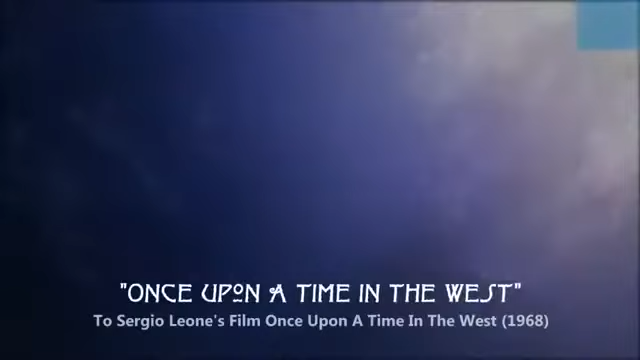 "ONCE UPON A TIME IN THE WEST"
To Sergio Leone's Film Once Upon A Time In The West (1968)